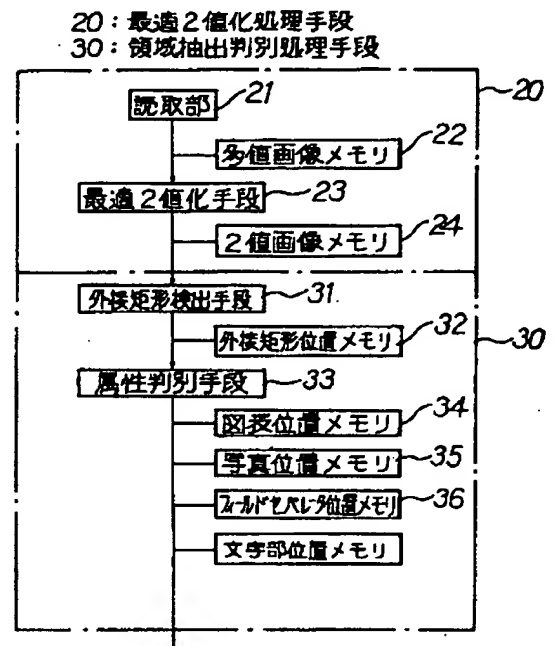 20：最適２値化処理手段
30：領域抽出判別処理手段
読取部 21
20
多値画像メモリ 22
最適２値化手段 23
２値画像メモリ 24
外接矩形検出手段 31
外接矩形位置メモリ 32
30
属性判別手段 33
図表位置メモリ 34
写真位置メモリ 35
フィールドセパレータ位置メモリ 36
文字部位置メモリ